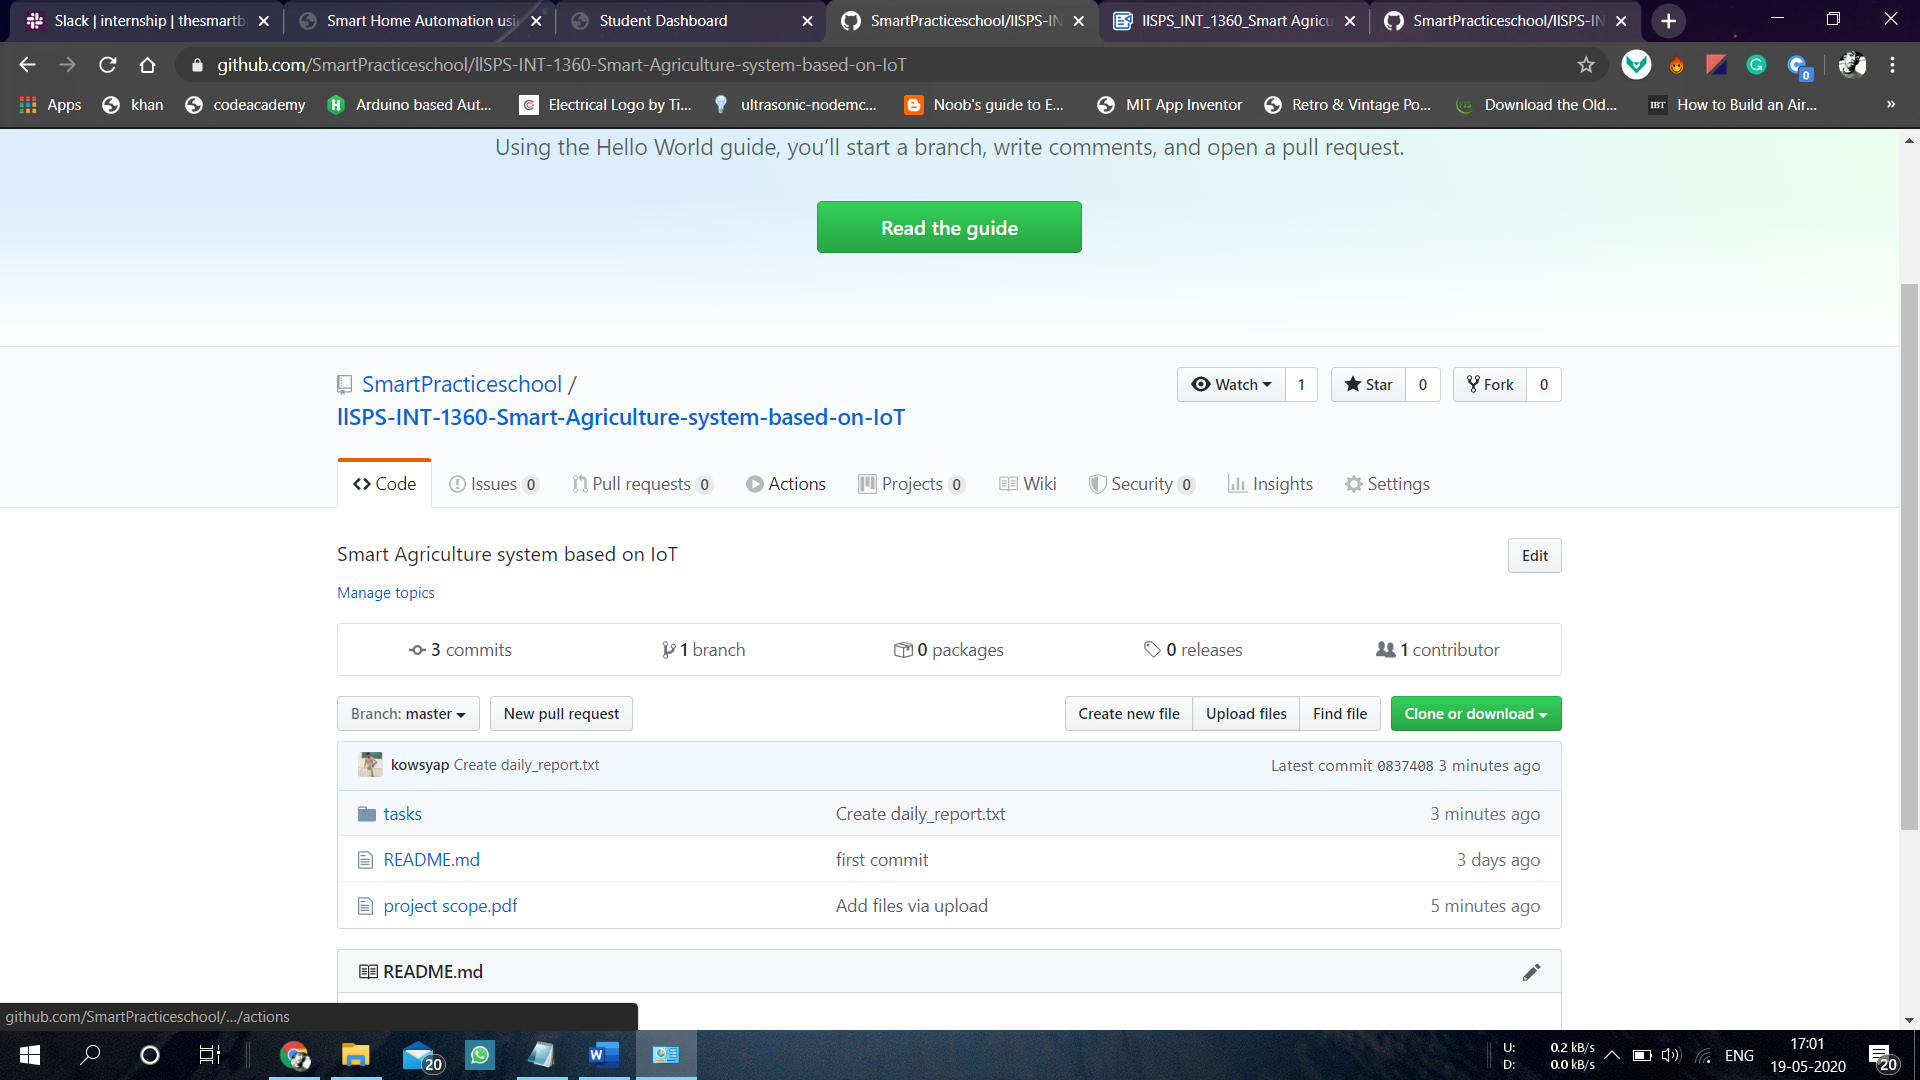 Slack | internship | thesmartb
Smart Home Automation usi
Student Dashboard
SmartPracticeschool/llSPS-IN
llSPS_INT_1360_Smart Agricu
SmartPracticeschool/llSPS-IN
github.com/SmartPracticeschool/llSPS-INT-1360-Smart-Agriculture-system-based-on-IoT
0
Apps
khan
codeacademy
Arduino based Aut...
Electrical Logo by Ti...
ultrasonic-nodemc...
Noob's guide to E...
MIT App Inventor
Retro & Vintage Po...
Download the Old...
IBT
How to Build an Air...
»
Using the Hello World guide, you’ll start a branch, write comments, and open a pull request.
Read the guide
SmartPracticeschool /
llSPS-INT-1360-Smart-Agriculture-system-based-on-IoT
Watch 1
Star 0
Fork 0
Code
Issues 0
Pull requests 0
Actions
Projects 0
Wiki
Security 0
Insights
Settings
Smart Agriculture system based on IoT
Edit
Manage topics
3 commits
1 branch
0 packages
0 releases
1 contributor
Branch: master
New pull request
Create new file
Upload files
Find file
Clone or download
kowsyap Create daily_report.txt
Latest commit 0837408 3 minutes ago
tasks
Create daily_report.txt
3 minutes ago
README.md
first commit
3 days ago
project scope.pdf
Add files via upload
5 minutes ago
README.md
github.com/SmartPracticeschool/.../actions
20
U: 0.2 kB/s
D: 0.0 kB/s
ENG
17:01
19-05-2020
20